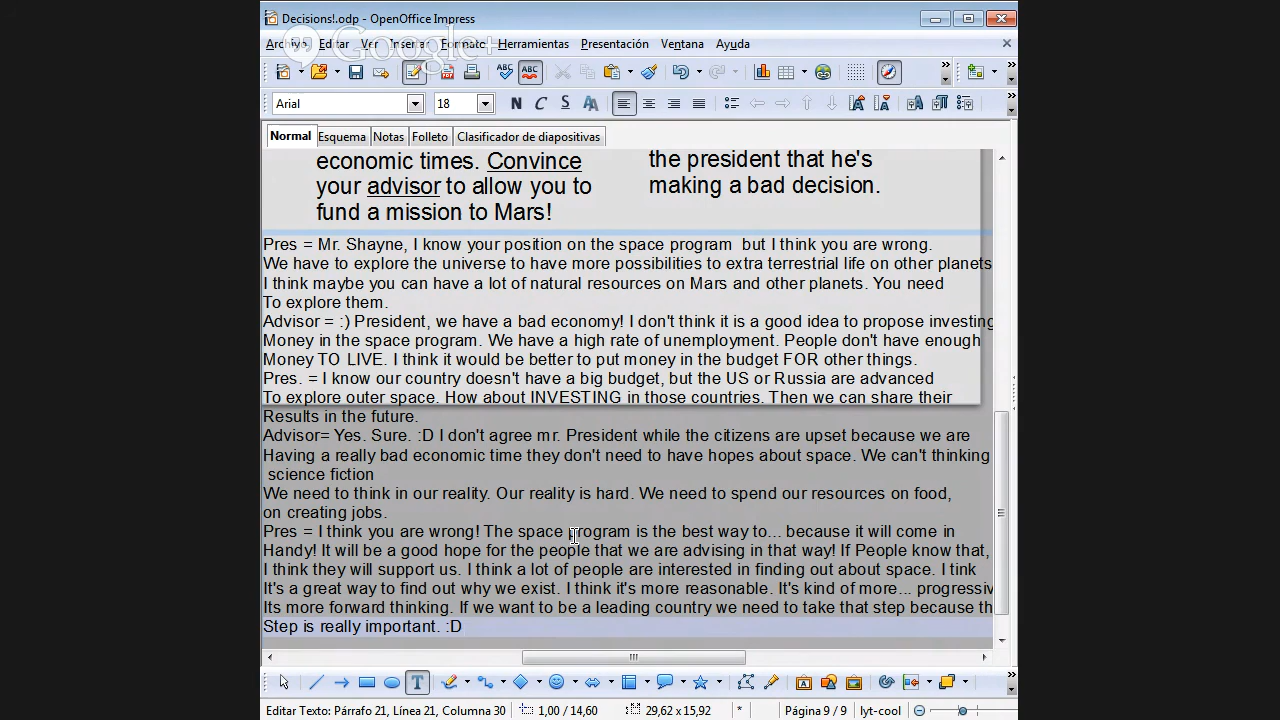 Decisions!.odp - OpenOffice Impress
Archivo Editar Ver Insertar Formato Herramientas Presentación Ventana Ayuda
Google+
Arial 18 N C S
Normal Esquema Notas Folleto Clasificador de diapositivas
economic times. Convince
your advisor to allow you to
fund a mission to Mars!
the president that he's
making a bad decision.
Pres = Mr. Shayne, I know your position on the space program but I think you are wrong.
We have to explore the universe to have more possibilities to extra terrestrial life on other planets
I think maybe you can have a lot of natural resources on Mars and other planets. You need
To explore them.
Advisor = :) President, we have a bad economy! I don't think it is a good idea to propose investing
Money in the space program. We have a high rate of unemployment. People don't have enough
Money TO LIVE. I think it would be better to put money in the budget FOR other things.
Pres. = I know our country doesn't have a big budget, but the US or Russia are advanced
To explore outer space. How about INVESTING in those countries. Then we can share their
Results in the future.
Advisor= Yes. Sure. :D I don't agree mr. President while the citizens are upset because we are
Having a really bad economic time they don't need to have hopes about space. We can't thinking
science fiction
We need to think in our reality. Our reality is hard. We need to spend our resources on food,
on creating jobs.
Pres = I think you are wrong! The space program is the best way to... because it will come in
Handy! It will be a good hope for the people that we are advising in that way! If People know that,
I think they will support us. I think a lot of people are interested in finding out about space. I tink
It's a great way to find out why we exist. I think it's more reasonable. It's kind of more... progressiv
Its more forward thinking. If we want to be a leading country we need to take that step because th
Step is really important. :D
Editar Texto: Párrafo 21, Línea 21, Columna 30 1,00 / 14,60 29,62 x 15,92 * Página 9 / 9 lyt-cool